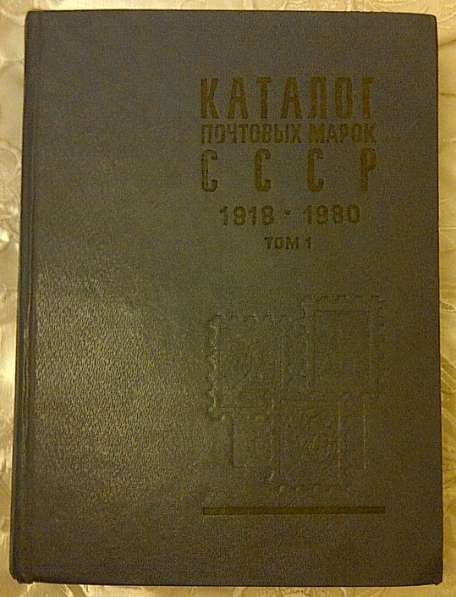 КАТАЛОГ
ПОЧТОВЫХ МАРОК
СССР
1918 • 1980
ТОМ 1